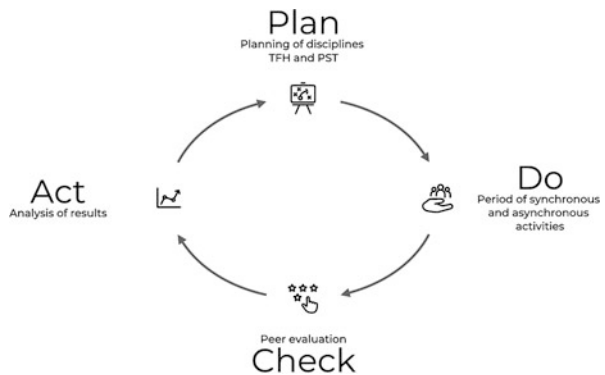 Plan
Planning of disciplines
TFH and PST
Do
Period of synchronous
and asynchronous
activities
Peer evaluation
Check
Act
Analysis of results